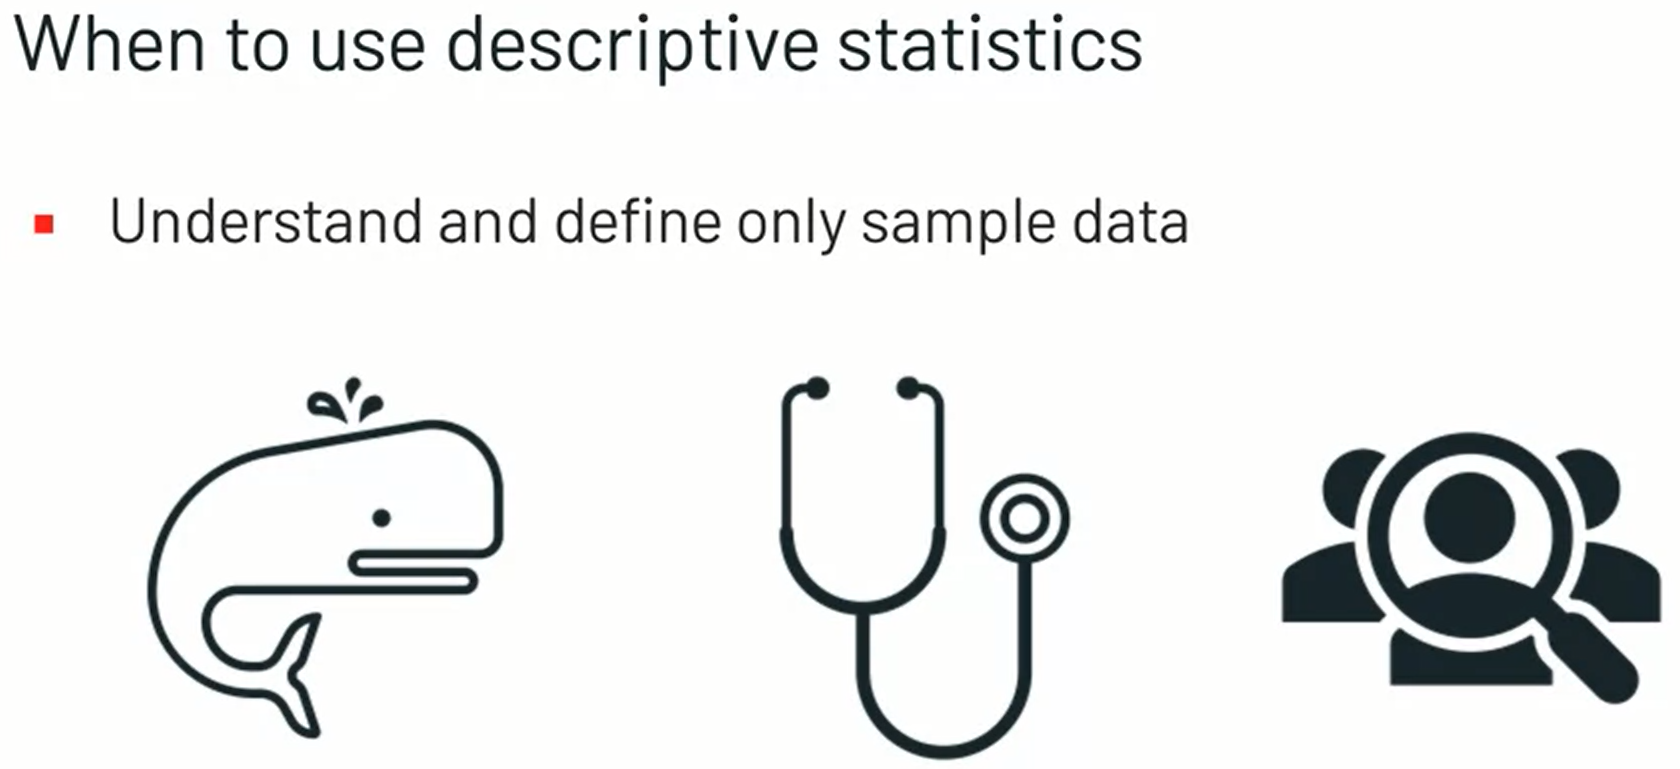 When to use descriptive statistics
Understand and define only sample data